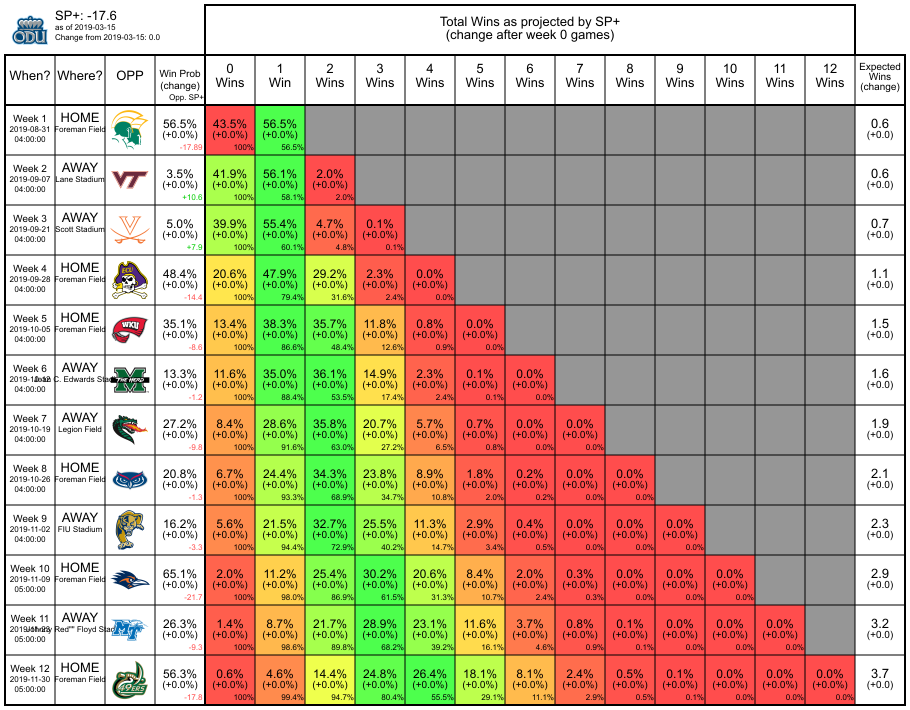 SP+: -17.6
as of 2019-03-15
Change from 2019-03-15: 0.0
ODU
Total Wins as projected by SP+
(change after week 0 games)
When? Where? OPP Win Prob (change) Opp. SP+ 0 Wins 1 Win 2 Wins 3 Wins 4 Wins 5 Wins 6 Wins 7 Wins 8 Wins 9 Wins 10 Wins 11 Wins 12 Wins Expected Wins (change)
Week 1 HOME 56.5% 43.5% 56.5% 0.6
2019-08-31 Foreman Field (+0.0%) (+0.0%) (+0.0%) (+0.0)
04:00:00 -17.89 100% 56.5%
Week 2 AWAY VT 3.5% 41.9% 56.1% 2.0% 0.6
2019-09-07 Lane Stadium (+0.0%) (+0.0%) (+0.0%) (+0.0%) (+0.0)
04:00:00 +10.6 100% 58.1% 2.0%
Week 3 AWAY 5.0% 39.9% 55.4% 4.7% 0.1% 0.7
2019-09-21 Scott Stadium (+0.0%) (+0.0%) (+0.0%) (+0.0%) (+0.0%) (+0.0)
04:00:00 +7.9 100% 60.1% 4.8% 0.1%
Week 4 HOME ECU 48.4% 20.6% 47.9% 29.2% 2.3% 0.0% 1.1
2019-09-28 Foreman Field (+0.0%) (+0.0%) (+0.0%) (+0.0%) (+0.0%) (+0.0%) (+0.0)
04:00:00 -14.4 100% 79.4% 31.6% 2.4% 0.0%
Week 5 HOME WKU 35.1% 13.4% 38.3% 35.7% 11.8% 0.8% 0.0% 1.5
2019-10-05 Foreman Field (+0.0%) (+0.0%) (+0.0%) (+0.0%) (+0.0%) (+0.0%) (+0.0%) (+0.0)
04:00:00 -8.6 100% 86.6% 48.4% 12.6% 0.9% 0.0%
Week 6 AWAY M THE HERD 13.3% 11.6% 35.0% 36.1% 14.9% 2.3% 0.1% 0.0% 1.6
C. Edwards (+0.0%) (+0.0%) (+0.0%) (+0.0%) (+0.0%) (+0.0%) (+0.0%) (+0.0%) (+0.0)
04:00:00 -1.2 100% 88.4% 53.5% 17.4% 2.4% 0.1% 0.0%
Week 7 AWAY 27.2% 8.4% 28.6% 35.8% 20.7% 5.7% 0.7% 0.0% 0.0% 1.9
2019-10-19 Legion Field (+0.0%) (+0.0%) (+0.0%) (+0.0%) (+0.0%) (+0.0%) (+0.0%) (+0.0%) (+0.0%) (+0.0)
04:00:00 -9.8 100% 91.6% 63.0% 27.2% 6.5% 0.8% 0.0% 0.0%
Week 8 HOME 20.8% 6.7% 24.4% 34.3% 23.8% 8.9% 1.8% 0.2% 0.0% 0.0% 2.1
2019-10-26 Foreman Field (+0.0%) (+0.0%) (+0.0%) (+0.0%) (+0.0%) (+0.0%) (+0.0%) (+0.0%) (+0.0%) (+0.0%) (+0.0)
04:00:00 -1.3 100% 93.3% 68.9% 34.7% 10.8% 2.0% 0.2% 0.0% 0.0%
Week 9 AWAY 16.2% 5.6% 21.5% 32.7% 25.5% 11.3% 2.9% 0.4% 0.0% 0.0% 0.0% 2.3
2019-11-02 FIU Stadium (+0.0%) (+0.0%) (+0.0%) (+0.0%) (+0.0%) (+0.0%) (+0.0%) (+0.0%) (+0.0%) (+0.0%) (+0.0%) (+0.0)
04:00:00 -3.3 100% 94.4% 72.9% 40.2% 14.7% 3.4% 0.5% 0.0% 0.0% 0.0%
Week 10 HOME 65.1% 2.0% 11.2% 25.4% 30.2% 20.6% 8.4% 2.0% 0.3% 0.0% 0.0% 0.0% 2.9
2019-11-09 Foreman Field (+0.0%) (+0.0%) (+0.0%) (+0.0%) (+0.0%) (+0.0%) (+0.0%) (+0.0%) (+0.0%) (+0.0%) (+0.0%) (+0.0%) (+0.0)
05:00:00 -21.7 100% 98.0% 86.9% 61.5% 31.3% 10.7% 2.4% 0.3% 0.0% 0.0% 0.0%
Week 11 AWAY MT 26.3% 1.4% 8.7% 21.7% 28.9% 23.1% 11.6% 3.7% 0.8% 0.1% 0.0% 0.0% 0.0% 3.2
Red" Floyd (+0.0%) (+0.0%) (+0.0%) (+0.0%) (+0.0%) (+0.0%) (+0.0%) (+0.0%) (+0.0%) (+0.0%) (+0.0%) (+0.0%) (+0.0%) (+0.0)
05:00:00 -9.3 100% 98.6% 89.8% 68.2% 39.2% 16.1% 4.6% 0.9% 0.1% 0.0% 0.0% 0.0%
Week 12 HOME 49ERS 56.3% 0.6% 4.6% 14.4% 24.8% 26.4% 18.1% 8.1% 2.4% 0.5% 0.1% 0.0% 0.0% 0.0% 3.7
2019-11-30 Foreman Field (+0.0%) (+0.0%) (+0.0%) (+0.0%) (+0.0%) (+0.0%) (+0.0%) (+0.0%) (+0.0%) (+0.0%) (+0.0%) (+0.0%) (+0.0%) (+0.0%) (+0.0)
05:00:00 -17.8 100% 99.4% 94.7% 80.4% 55.5% 29.1% 11.1% 2.9% 0.5% 0.1% 0.0% 0.0% 0.0%